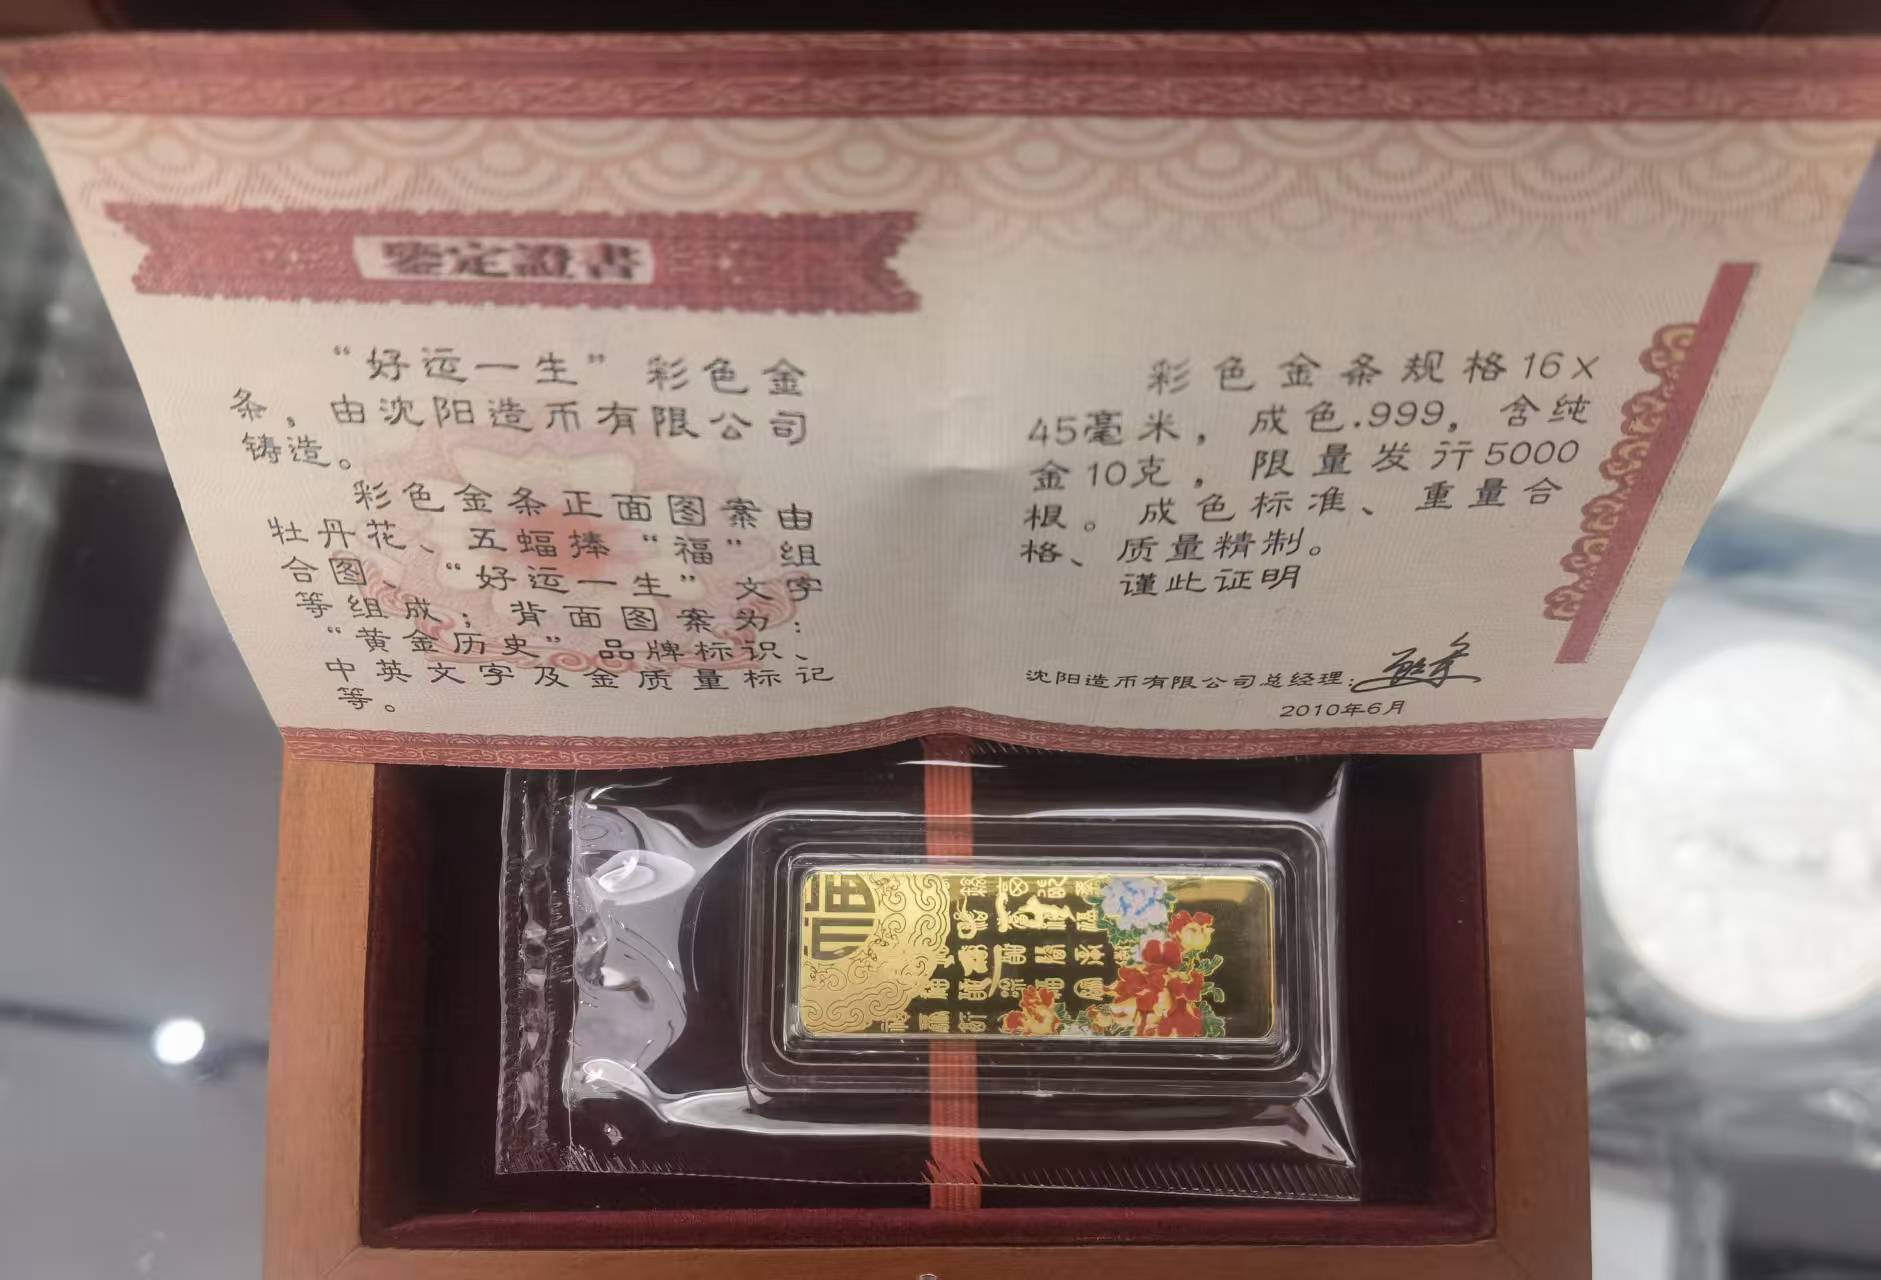 鉴定證書
“好运一生”彩色金
条，由沈阳造币有限公司
铸造。
彩色金条正面图案由
牡丹花、五蝠捧“福”组
合图、“好运一生”文字
等组成；背面图案为：
“黄金历史”品牌标识、
中英文文字及金质量标记
等。
彩色金条规格16×
45毫米，成色.999，含纯
金10克，限量发行5000
根。成色标准、重量合
格、质量精制。
谨此证明
沈阳造币有限公司总经理：
2010年6月
福